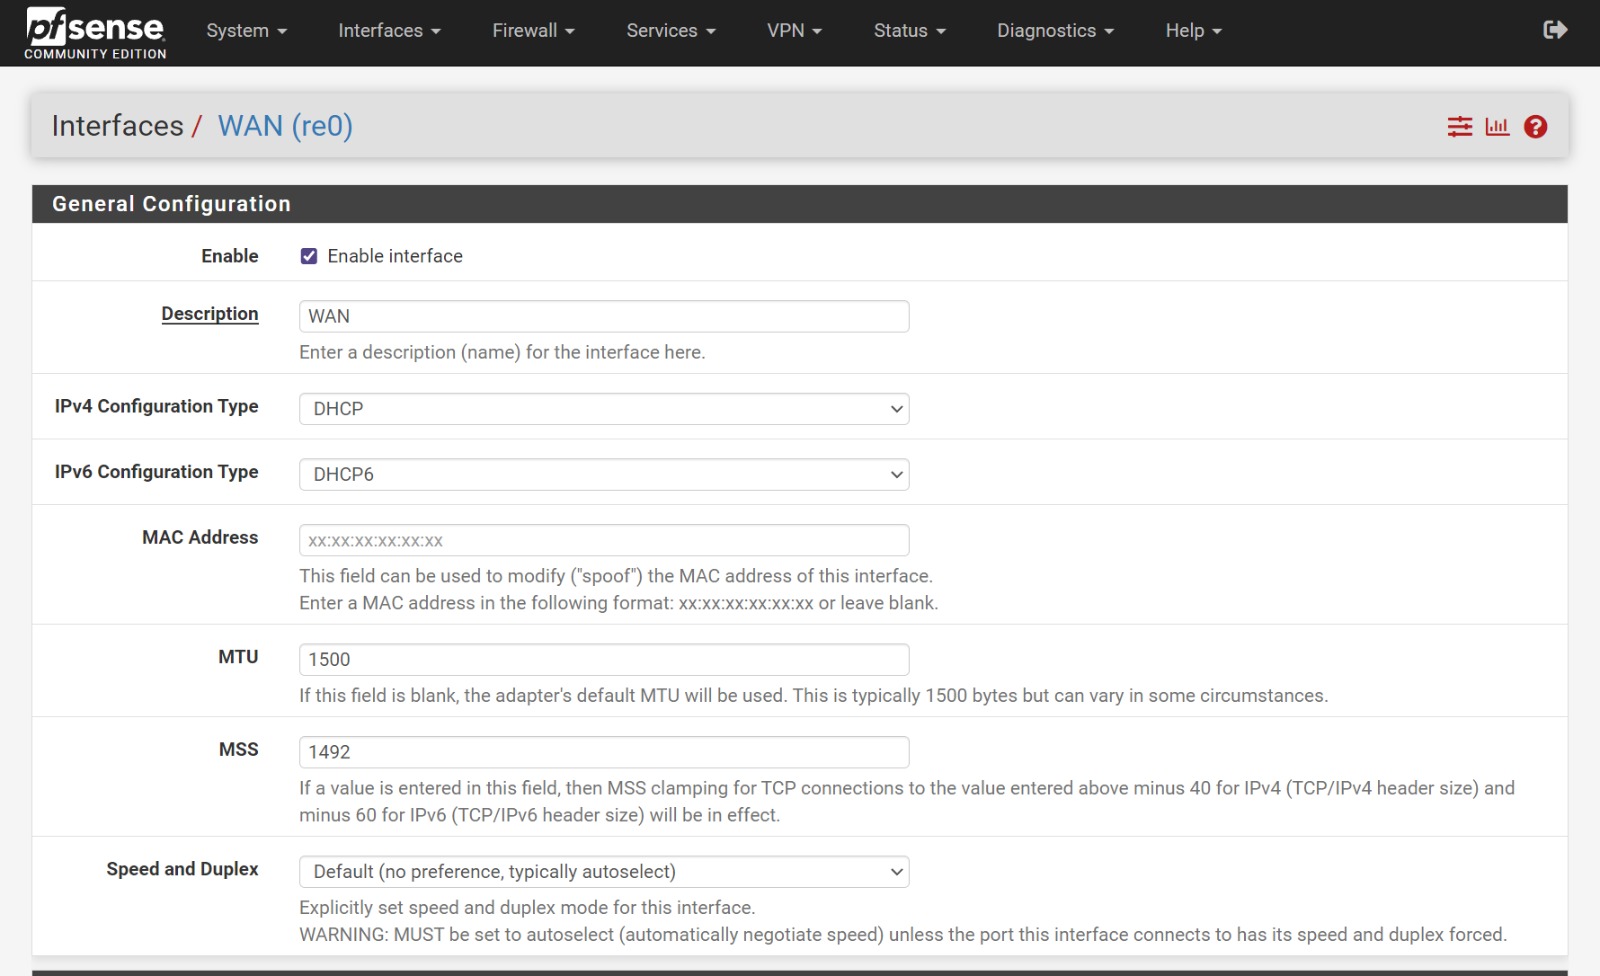 pfsense
COMMUNITY EDITION
System Interfaces Firewall Services VPN Status Diagnostics Help
Interfaces / WAN (re0)
General Configuration
Enable Enable interface
Description WAN
Enter a description (name) for the interface here.
IPv4 Configuration Type DHCP
IPv6 Configuration Type DHCP6
MAC Address xx:xx:xx:xx:xx:xx
This field can be used to modify ("spoof") the MAC address of this interface.
Enter a MAC address in the following format: xx:xx:xx:xx:xx:xx or leave blank.
MTU 1500
If this field is blank, the adapter's default MTU will be used. This is typically 1500 bytes but can vary in some circumstances.
MSS 1492
If a value is entered in this field, then MSS clamping for TCP connections to the value entered above minus 40 for IPv4 (TCP/IPv4 header size) and
minus 60 for IPv6 (TCP/IPv6 header size) will be in effect.
Speed and Duplex Default (no preference, typically autoselect)
Explicitly set speed and duplex mode for this interface.
WARNING: MUST be set to autoselect (automatically negotiate speed) unless the port this interface connects to has its speed and duplex forced.